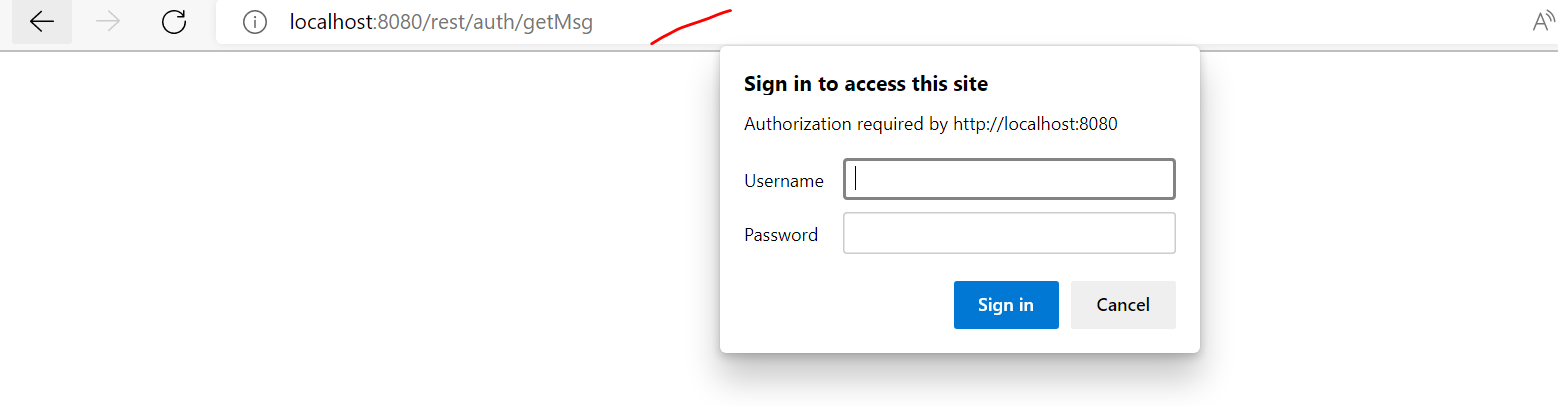 localhost:8080/rest/auth/getMsg
A
Sign in to access this site
Authorization required by http://localhost:8080
Username
Password
Sign in
Cancel